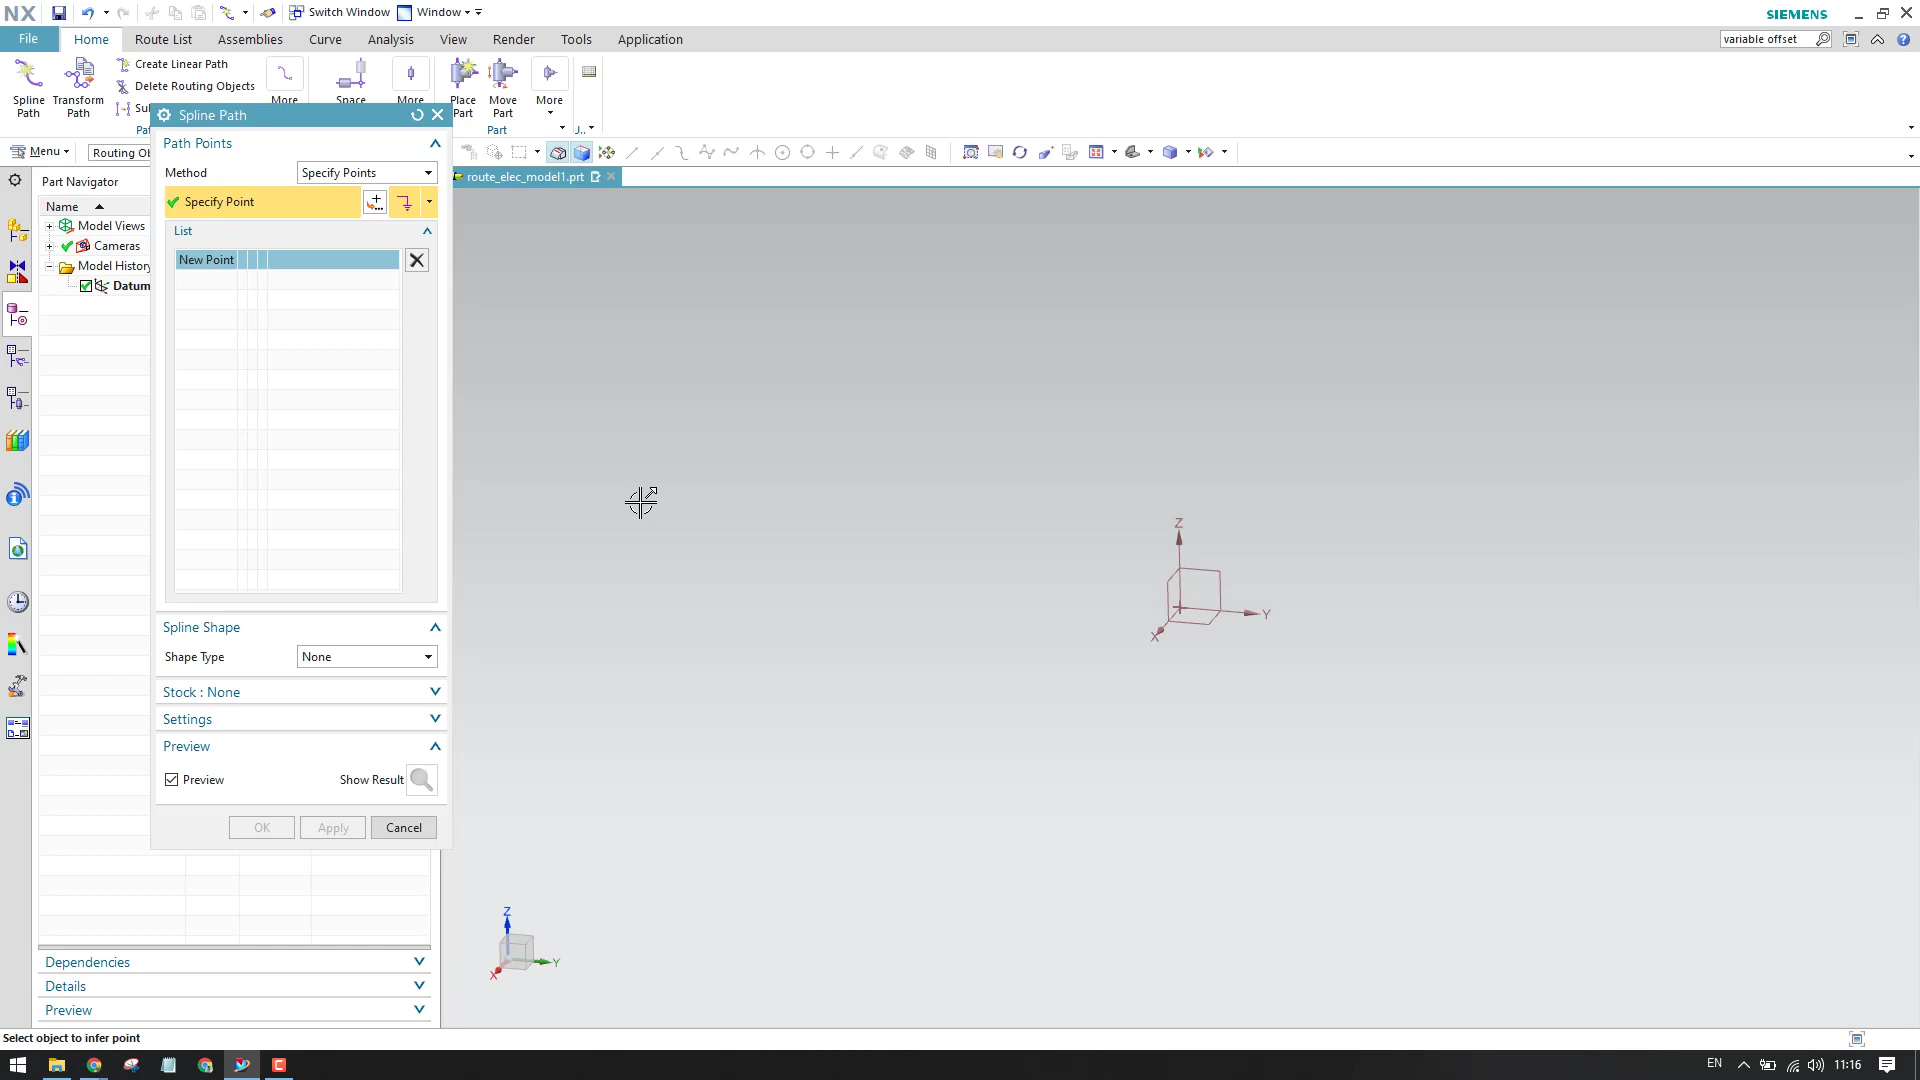 NX
Switch Window
Window
SIEMENS
File
Home
Route List
Assemblies
Curve
Analysis
View
Render
Tools
Application
variable offset
Spline
Path
Transform
Path
Create Linear Path
Delete Routing Objects
Su
Pat
More
Space
More
Place
Part
Move
Part
More
Part
J..
Spline Path
Menu
Routing Ob
Path Points
Method
Specify Points
Specify Point
List
New Point
Part Navigator
Name
Model Views
Cameras
Model History
Datum
route_elec_model1.prt
Z
Y
X
Spline Shape
Shape Type
None
Stock : None
Settings
Preview
Preview
Show Result
OK
Apply
Cancel
Z
Y
X
Dependencies
Details
Preview
Select object to infer point
EN
11:16